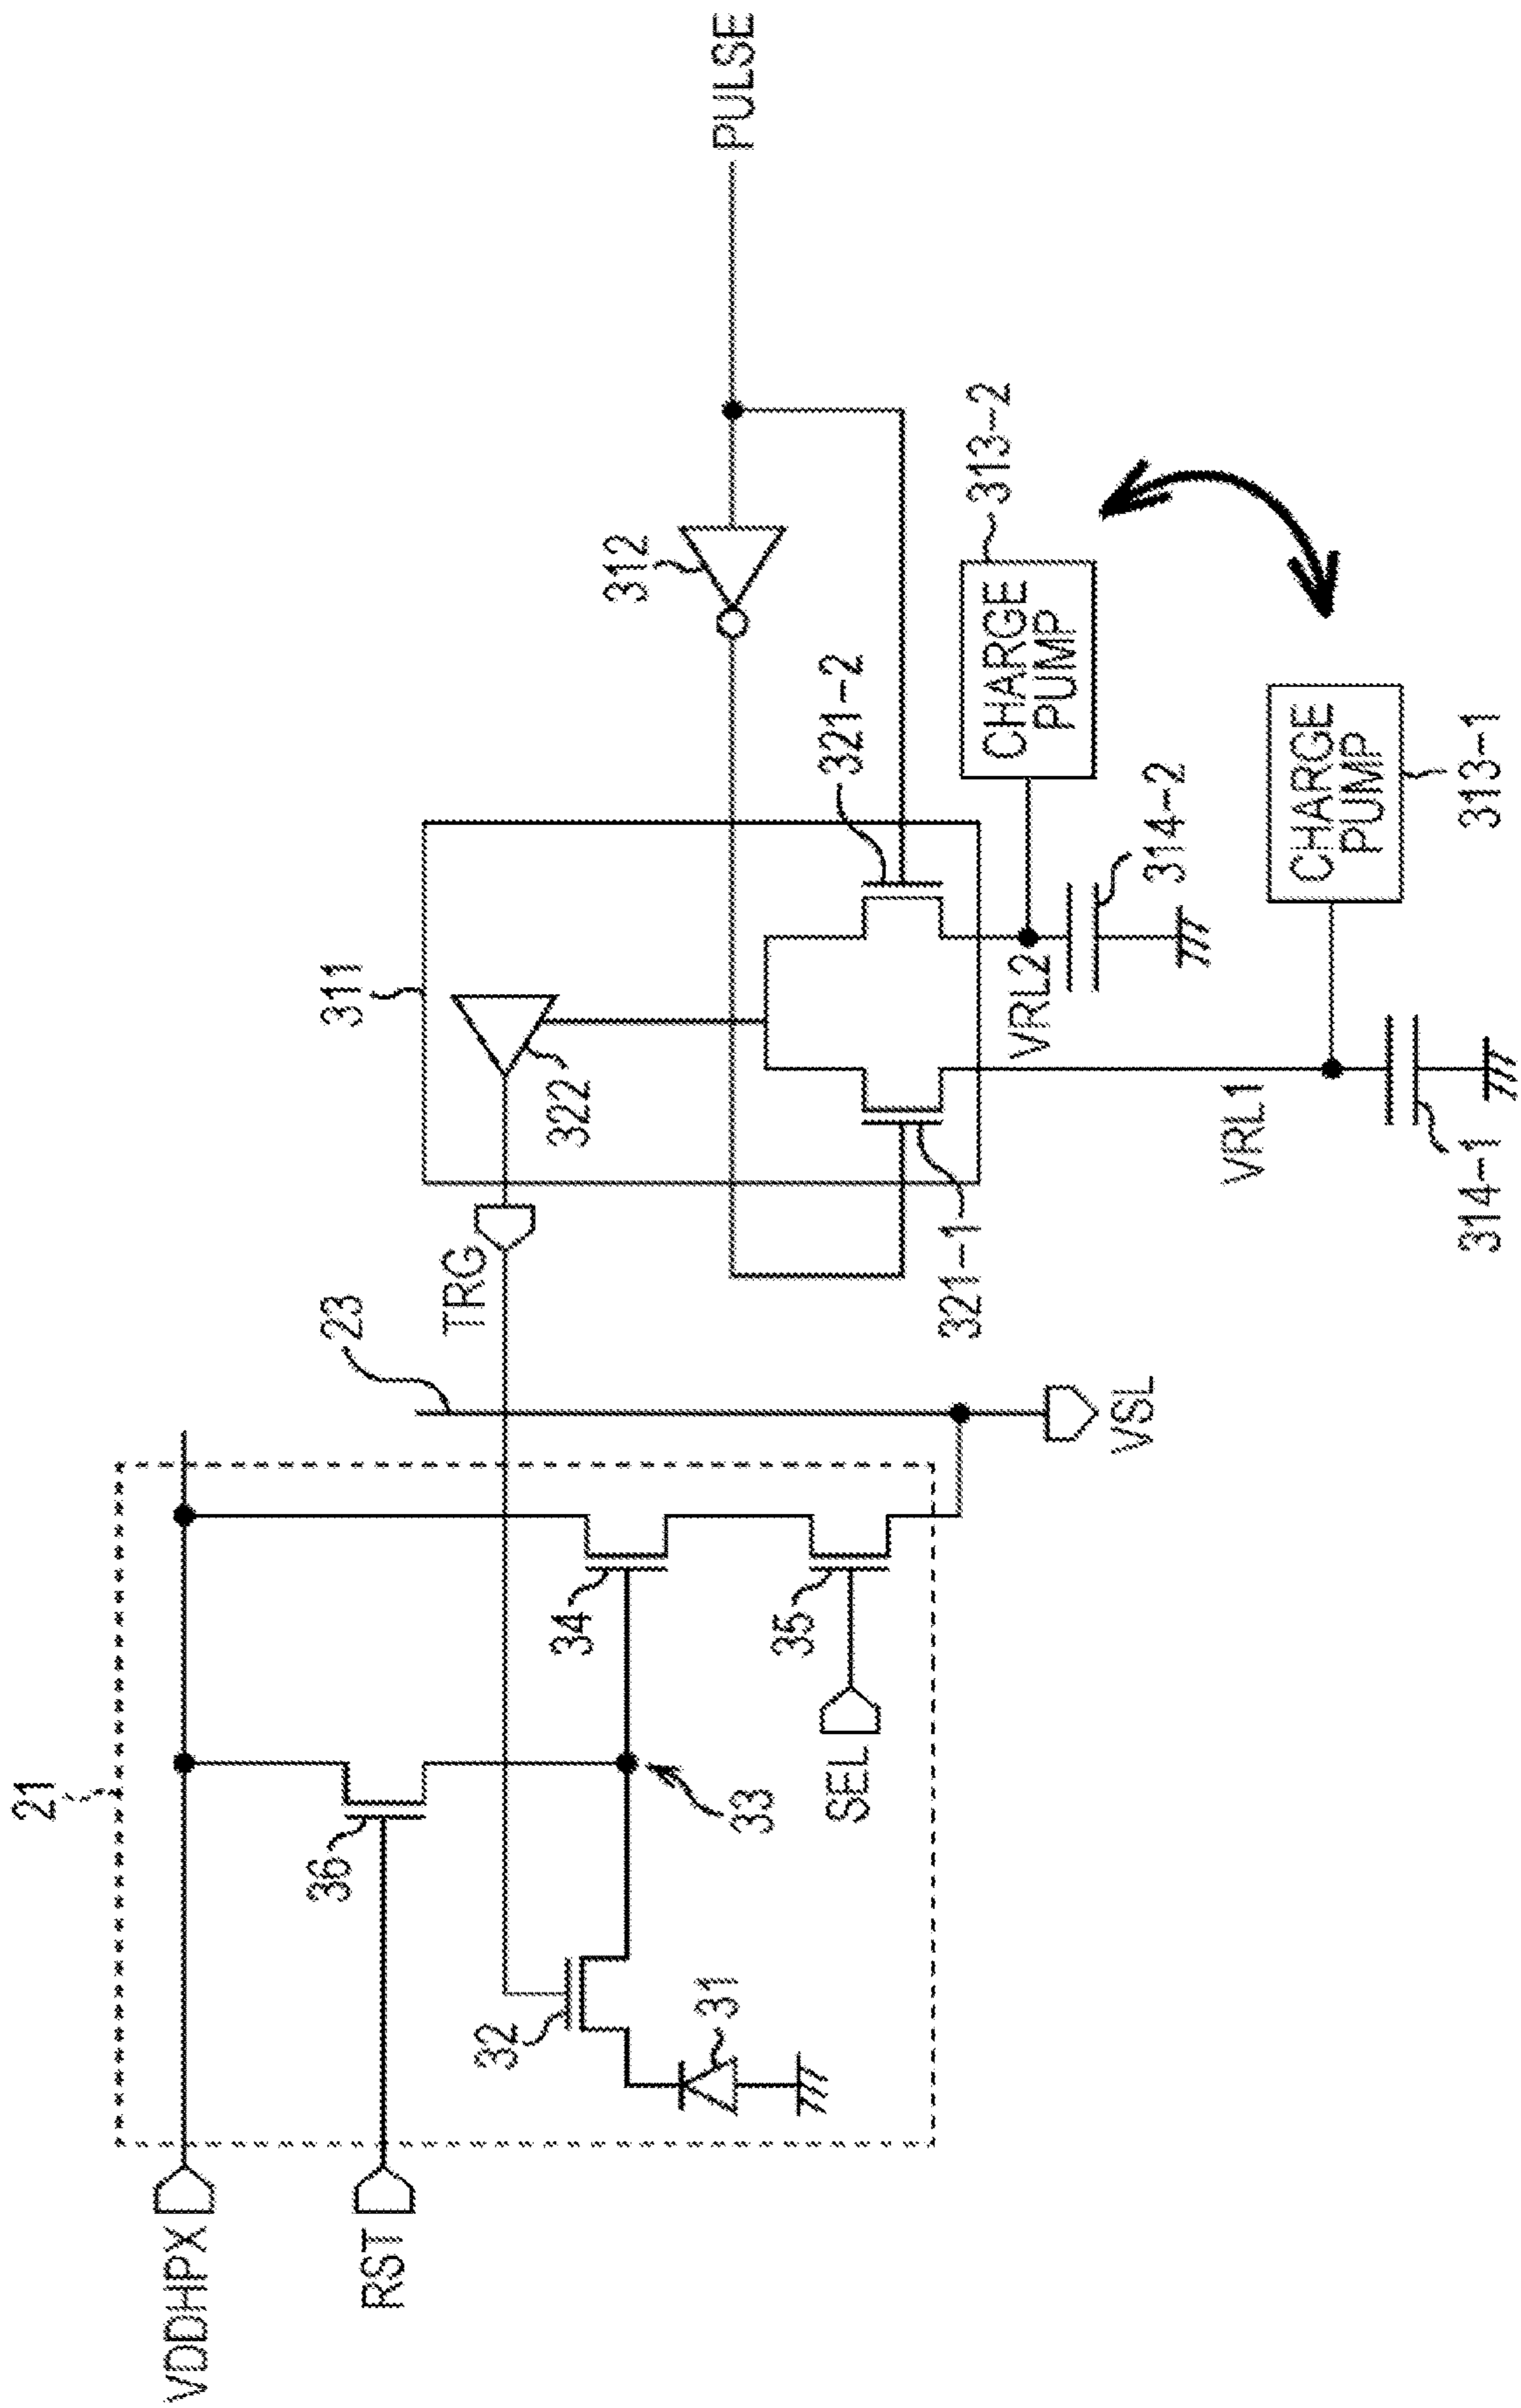 21
VDDHPX
RST
36
32
31
33
34
35
SEL
23
VSL
TRG
311
322
321-1
321-2
312
PULSE
VRL2
314-2
CHARGE
PUMP
313-2
VRL1
314-1
CHARGE
PUMP
313-1